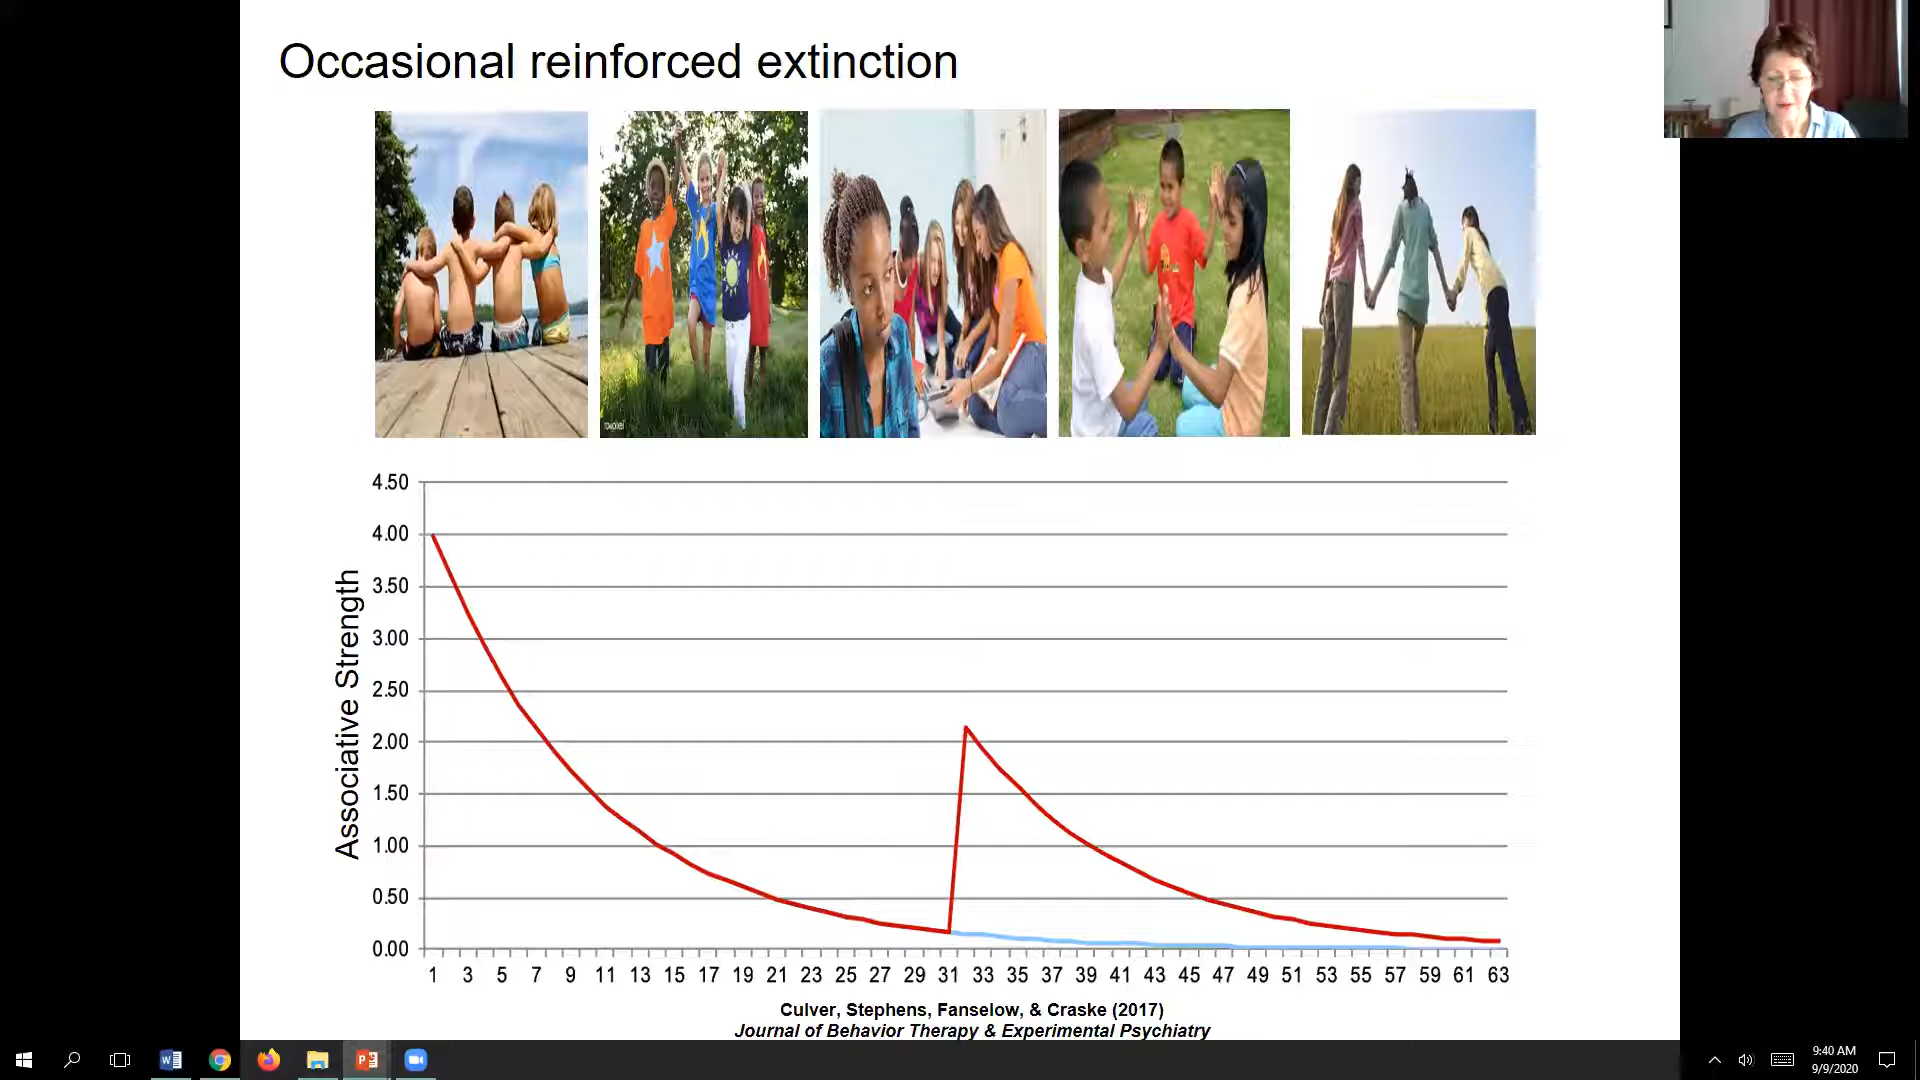 Occasional reinforced extinction
rawpixel
4.50
4.00
3.50
3.00
2.50
2.00
1.50
1.00
0.50
0.00
Associative Strength
1 3 5 7 9 11 13 15 17 19 21 23 25 27 29 31 33 35 37 39 41 43 45 47 49 51 53 55 57 59 61 63
Culver, Stephens, Fanselow, & Craske (2017)
Journal of Behavior Therapy & Experimental Psychiatry
9:40 AM
9/9/2020